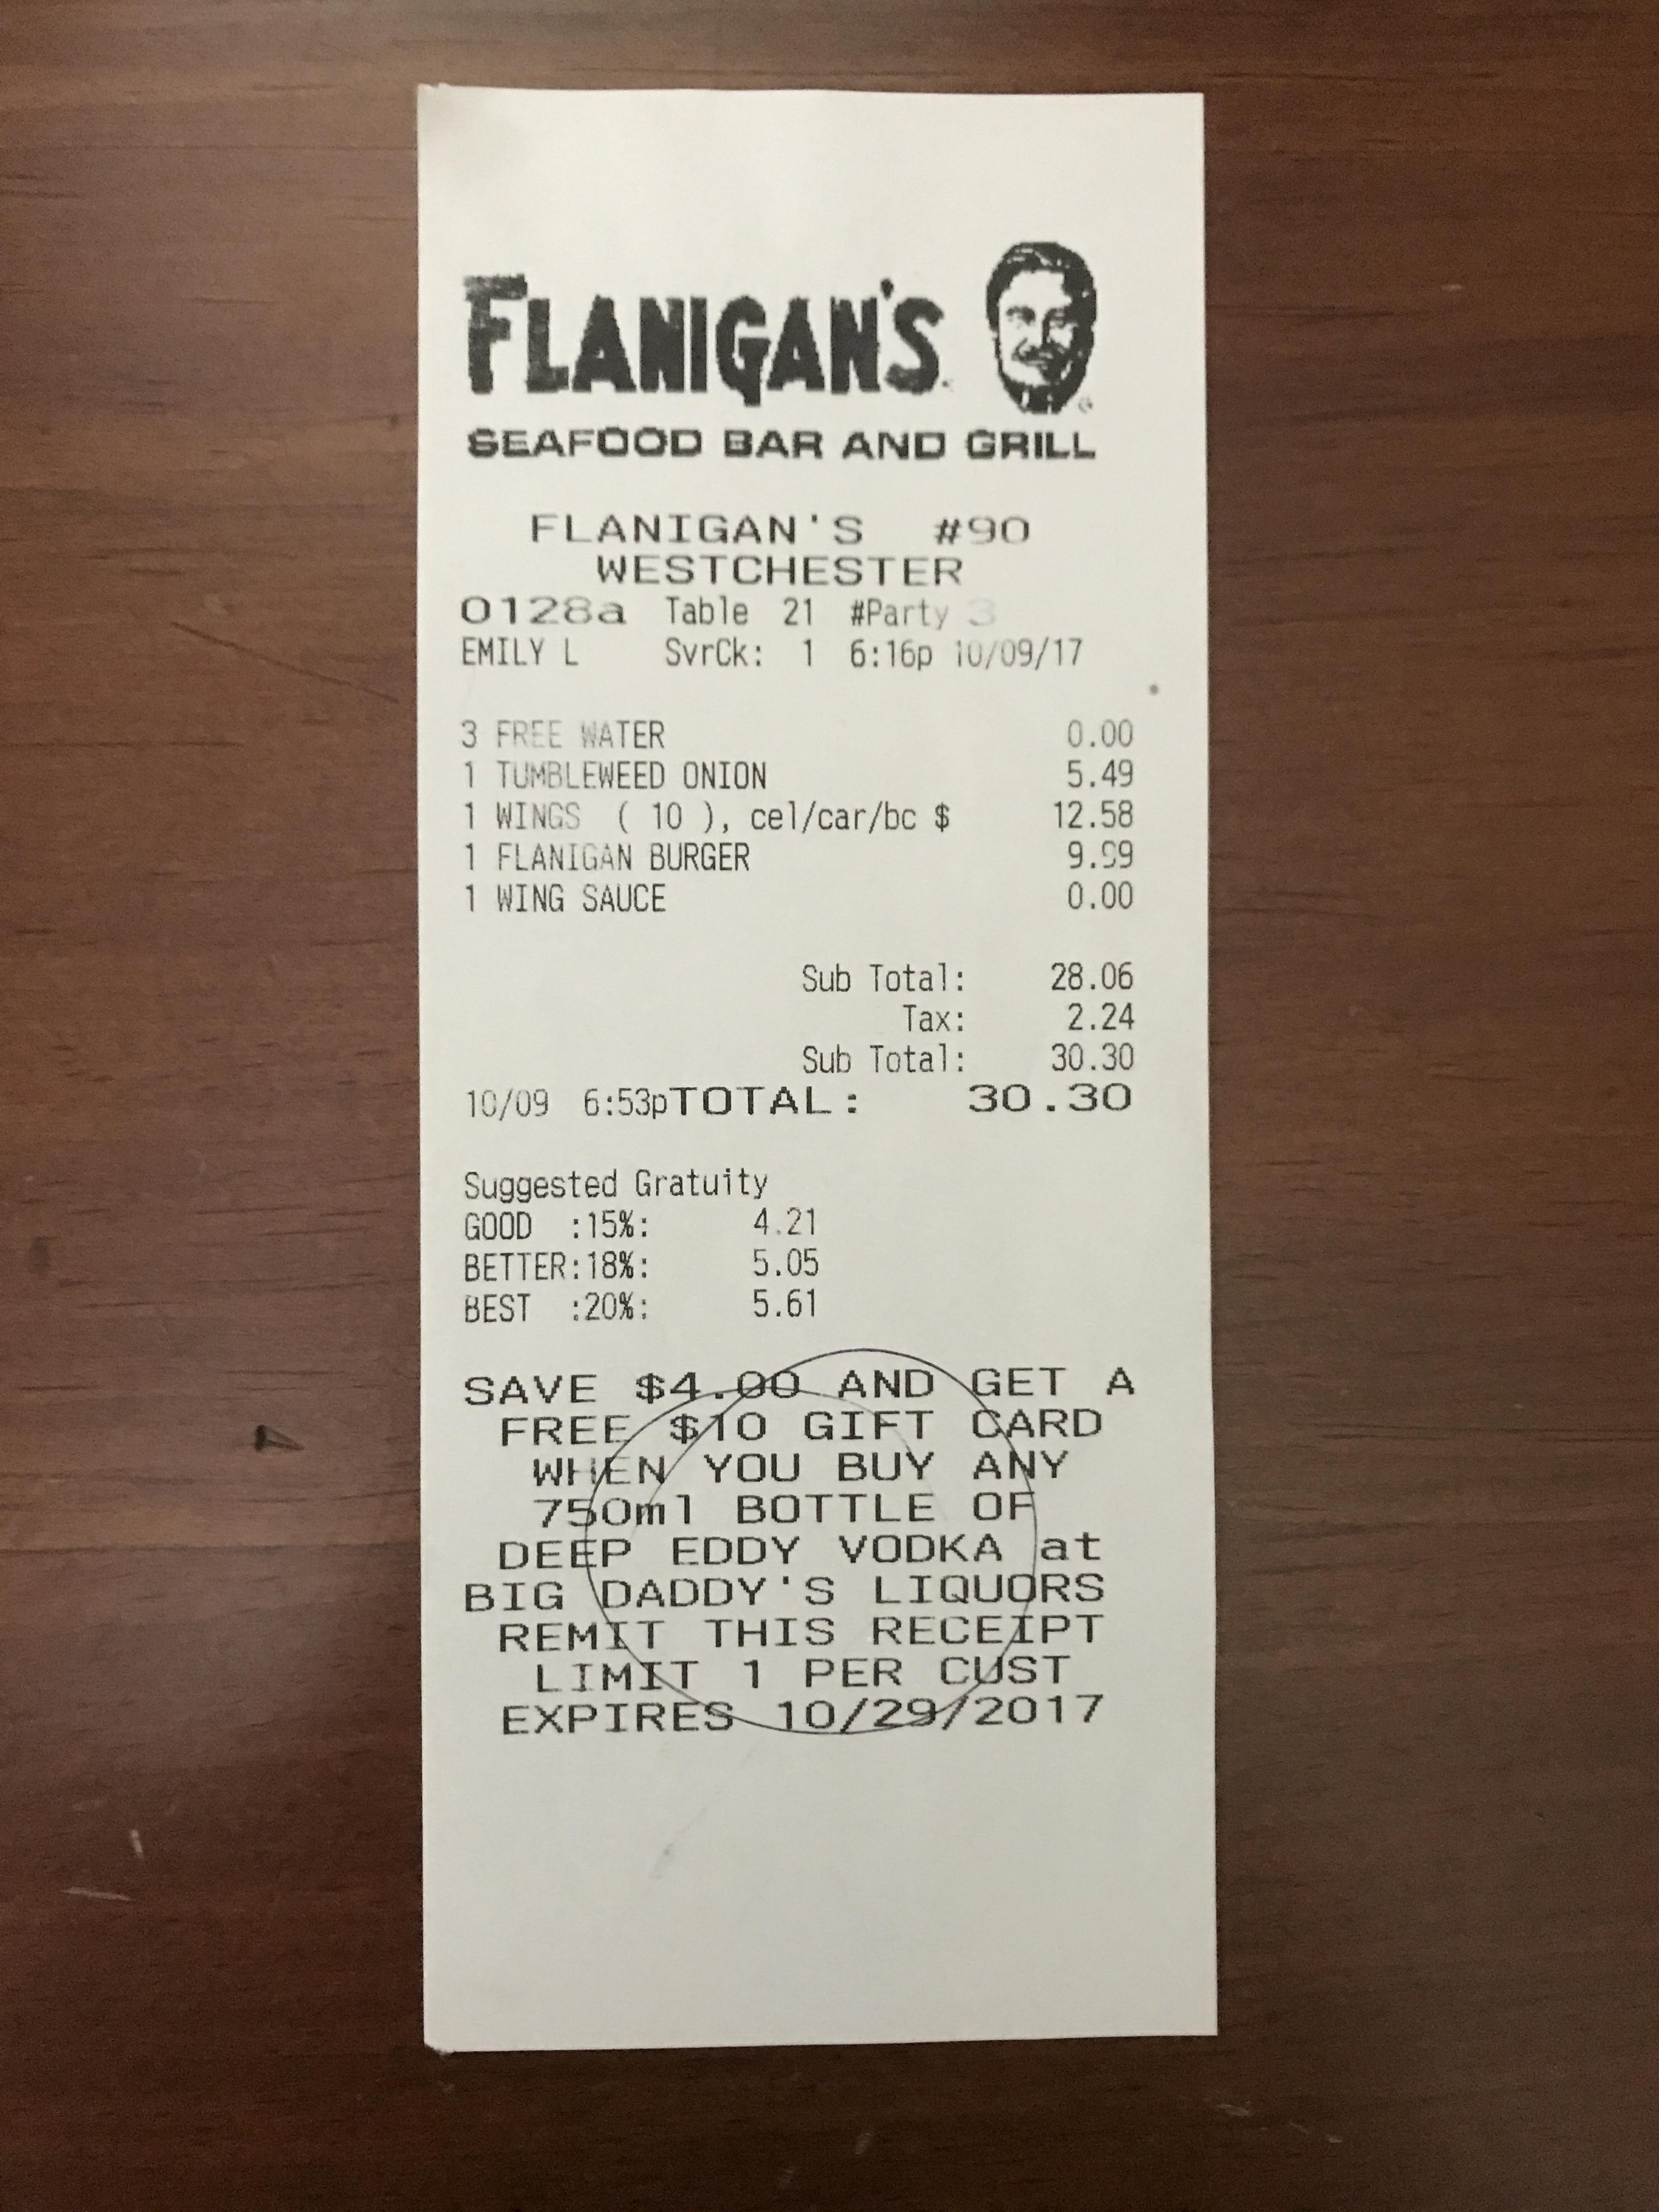 FLANIGAN'S
SEAFOOD BAR AND GRILL
FLANIGAN'S #90
WESTCHESTER
0128a Table 21 #Party 3
EMILY L SvrCk: 1 6:16p 10/09/17
3 FREE WATER 0.00
1 TUMBLEWEED ONION 5.49
1 WINGS ( 10 ), cel/car/bc $ 12.58
1 FLANIGAN BURGER 9.99
1 WING SAUCE 0.00
Sub Total: 28.06
Tax: 2.24
Sub Total: 30.30
10/09 6:53pTOTAL: 30.30
Suggested Gratuity
GOOD :15%: 4.21
BETTER:18%: 5.05
BEST :20%: 5.61
SAVE $4.00 AND GET A
FREE $10 GIFT CARD
WHEN YOU BUY ANY
750ml BOTTLE OF
DEEP EDDY VODKA at
BIG DADDY'S LIQUORS
REMIT THIS RECEIPT
LIMIT 1 PER CUST
EXPIRES 10/29/2017